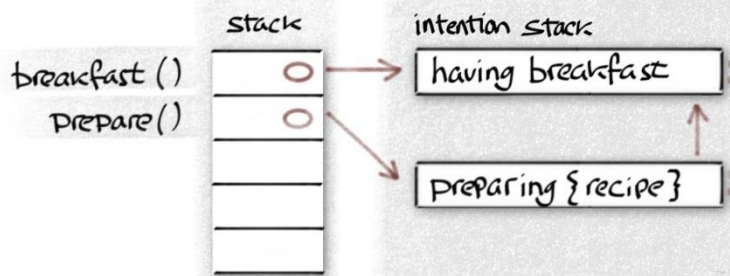 stack
intention stack
breakfast()
having breakfast
prepare()
preparing {recipe}